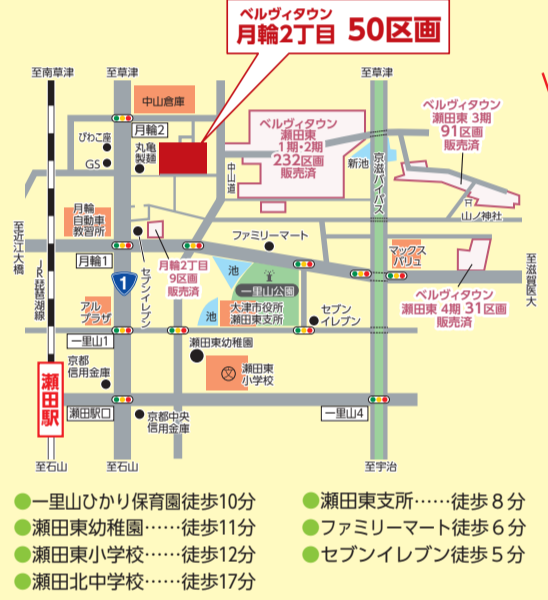 ベルヴィタウン
月輪2丁目 50区画
至南草津
至草津
至草津
中山倉庫
月輪2
びわこ座
GS
丸亀
製麺
中山道
ベルヴィタウン
瀬田東
1期・2期
232区画
販売済
新池
京滋バイパス
ベルヴィタウン
瀬田東 3期
91区画
販売済
山ノ神社
至近江大橋
JR琵琶湖線
月輪
自動車
教習所
月輪1
1
セブンイレブン
月輪2丁目
9区画
販売済
ファミリーマート
池
一里山公園
マックス
バリュ
至滋賀医大
アル
プラザ
池
大津市役所
瀬田東支所
セブン
イレブン
ベルヴィタウン
瀬田東 4期 31区画
販売済
一里山1
瀬田東幼稚園
京都
信用金庫
文
瀬田東
小学校
瀬田駅
瀬田駅口
京都中央
信用金庫
一里山4
至石山
至石山
至宇治
●一里山ひかり保育園徒歩10分
●瀬田東幼稚園……徒歩11分
●瀬田東小学校……徒歩12分
●瀬田北中学校……徒歩17分
●瀬田東支所……徒歩8分
●ファミリーマート徒歩6分
●セブンイレブン徒歩5分